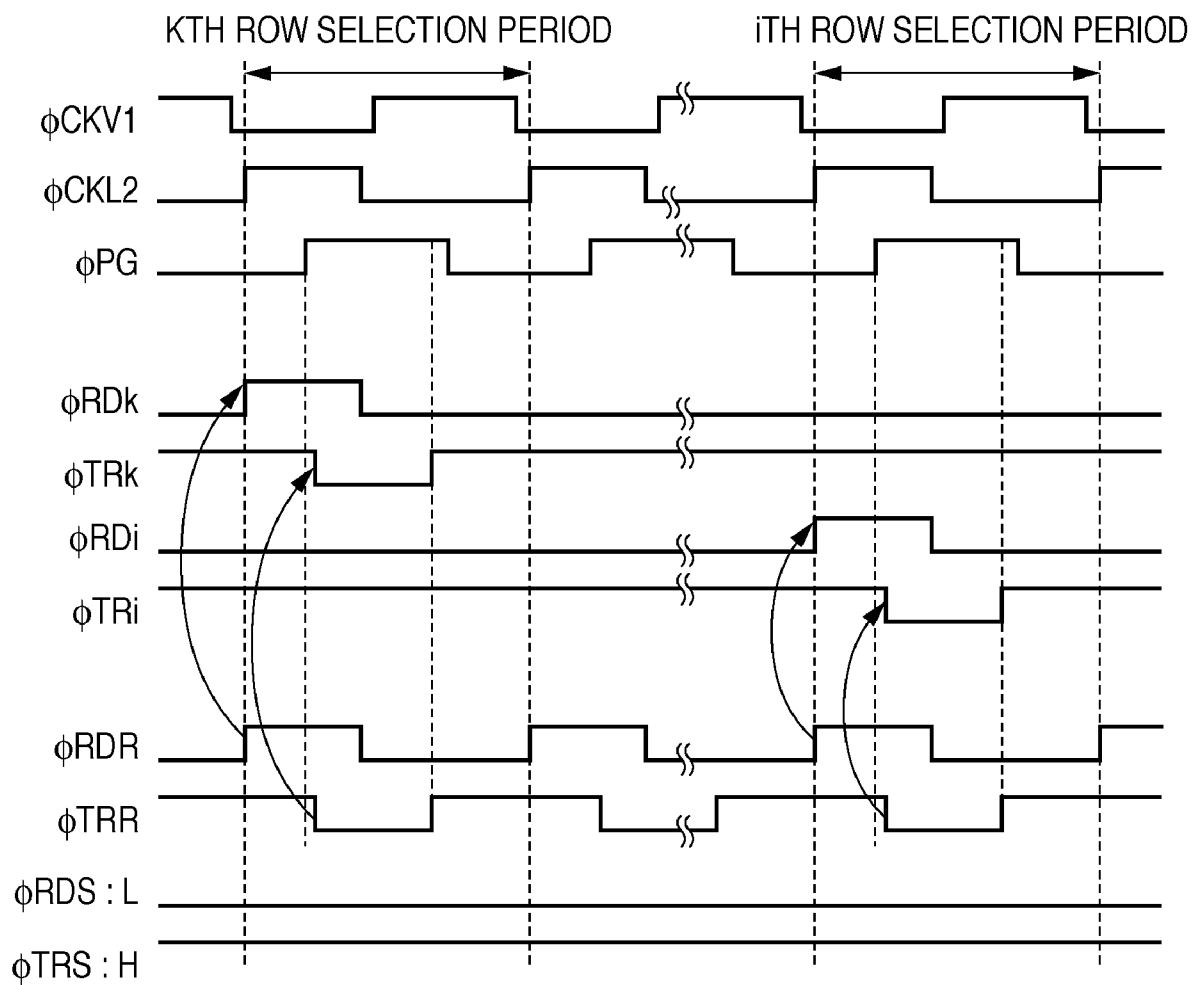 KTH ROW SELECTION PERIOD
iTH ROW SELECTION PERIOD
ϕCKV1
ϕCKL2
ϕPG
ϕRDk
ϕTRk
ϕRDi
ϕTRi
ϕRDR
ϕTRR
ϕRDS : L
ϕTRS : H